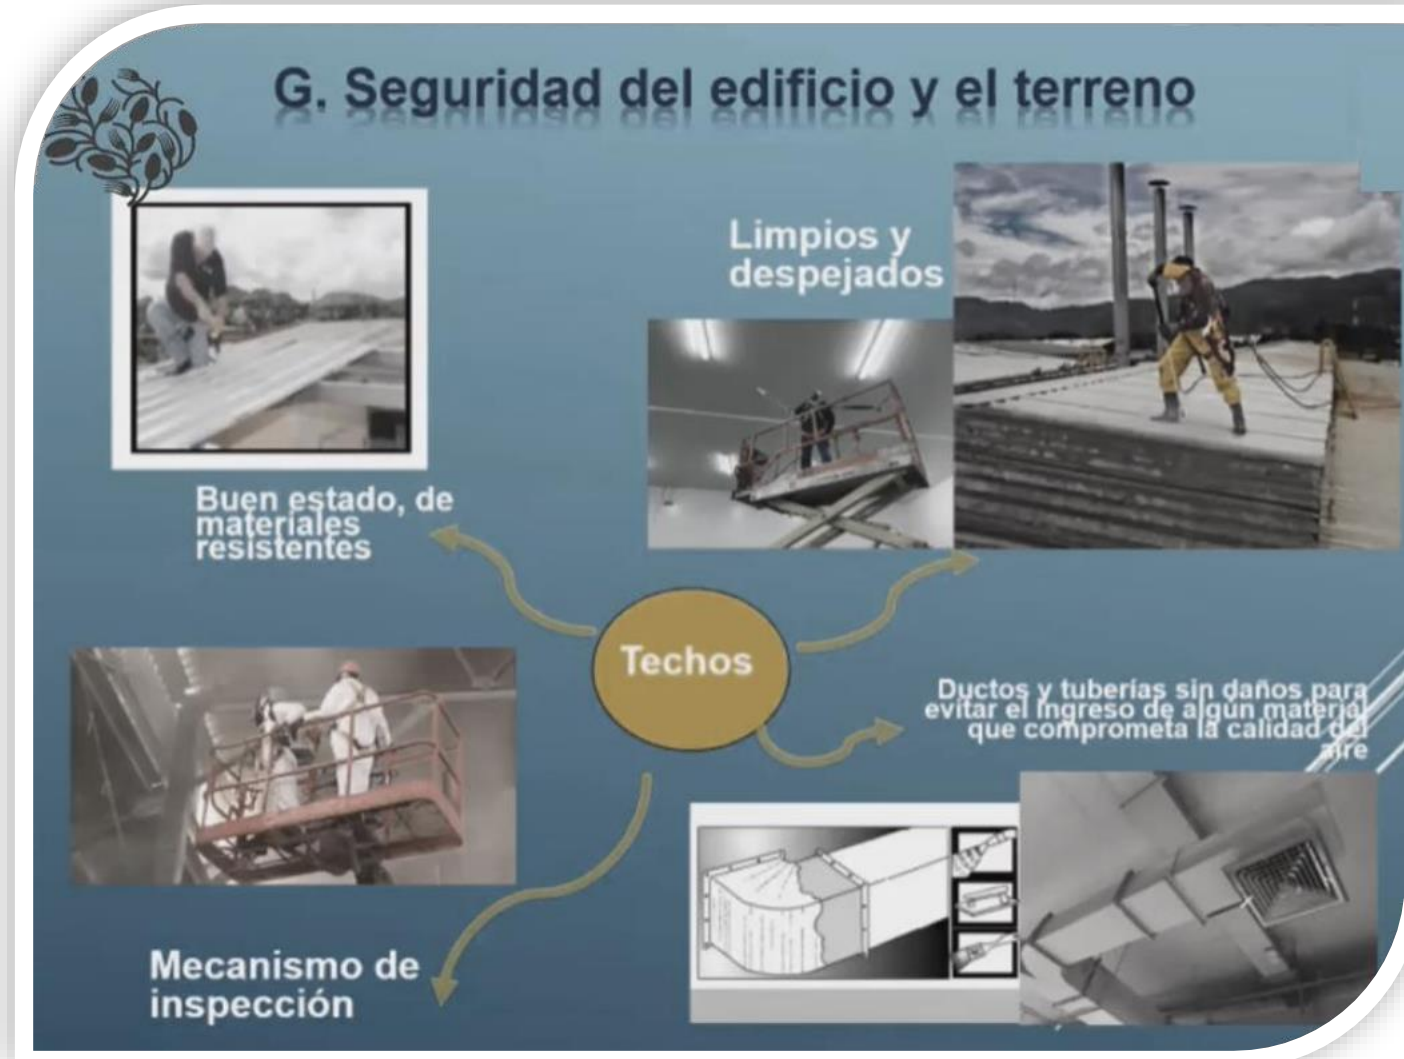 G. Seguridad del edificio y el terreno
Limpios y
despejados
Buen estado, de
materiales
resistentes
Techos
Ductos y tuberías sin daños para
evitar el ingreso de algún material
que comprometa la calidad del
aire
Mecanismo de
inspección